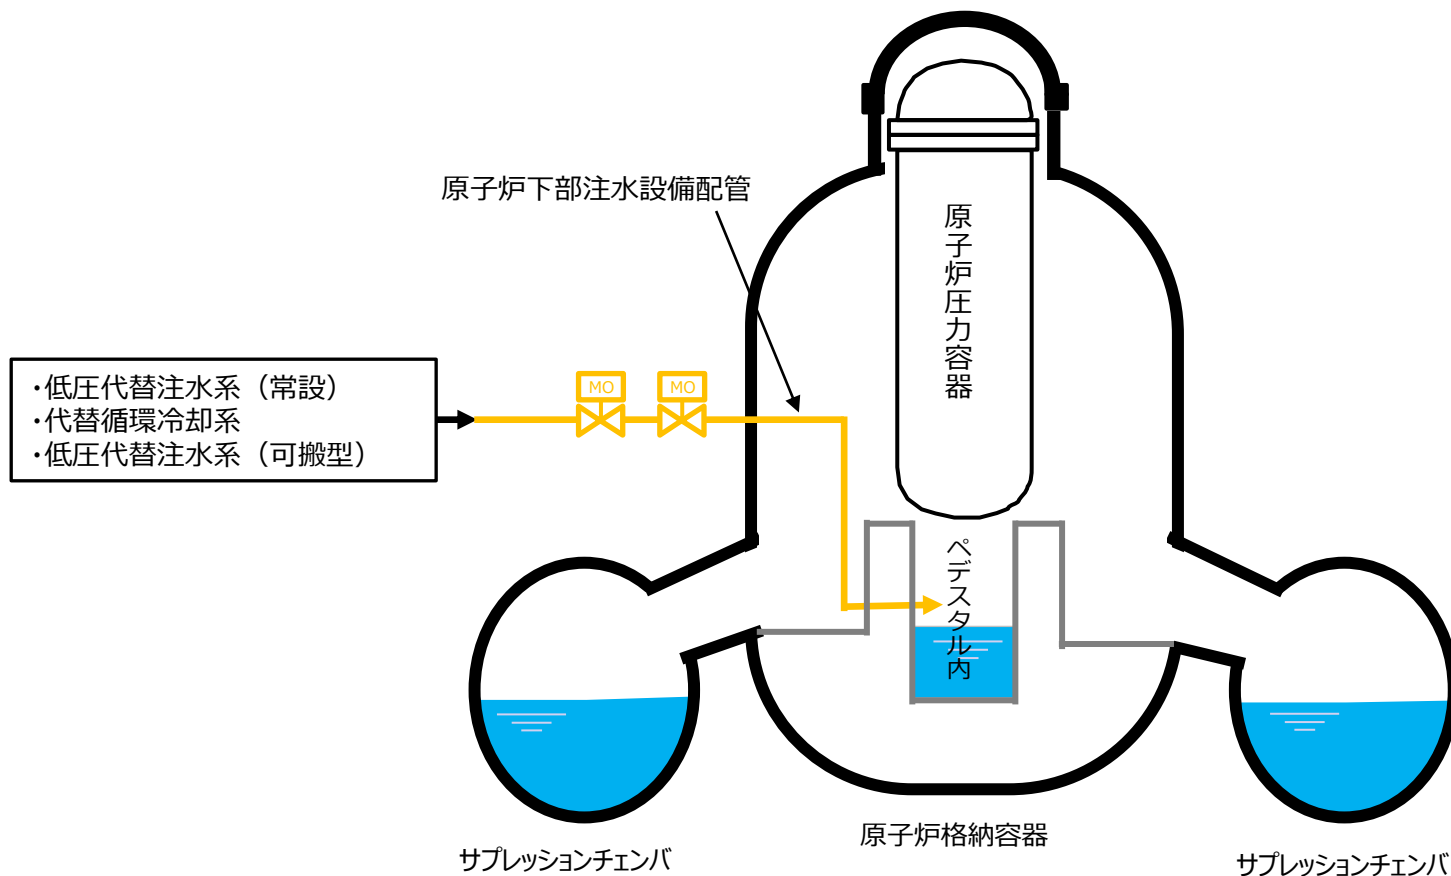 原子炉下部注水設備配管
原子炉圧力容器
・低圧代替注水系（常設）
・代替循環冷却系
・低圧代替注水系（可搬型）
MO
MO
ペデスタル内
原子炉格納容器
サプレッションチェンバ
サプレッションチェンバ